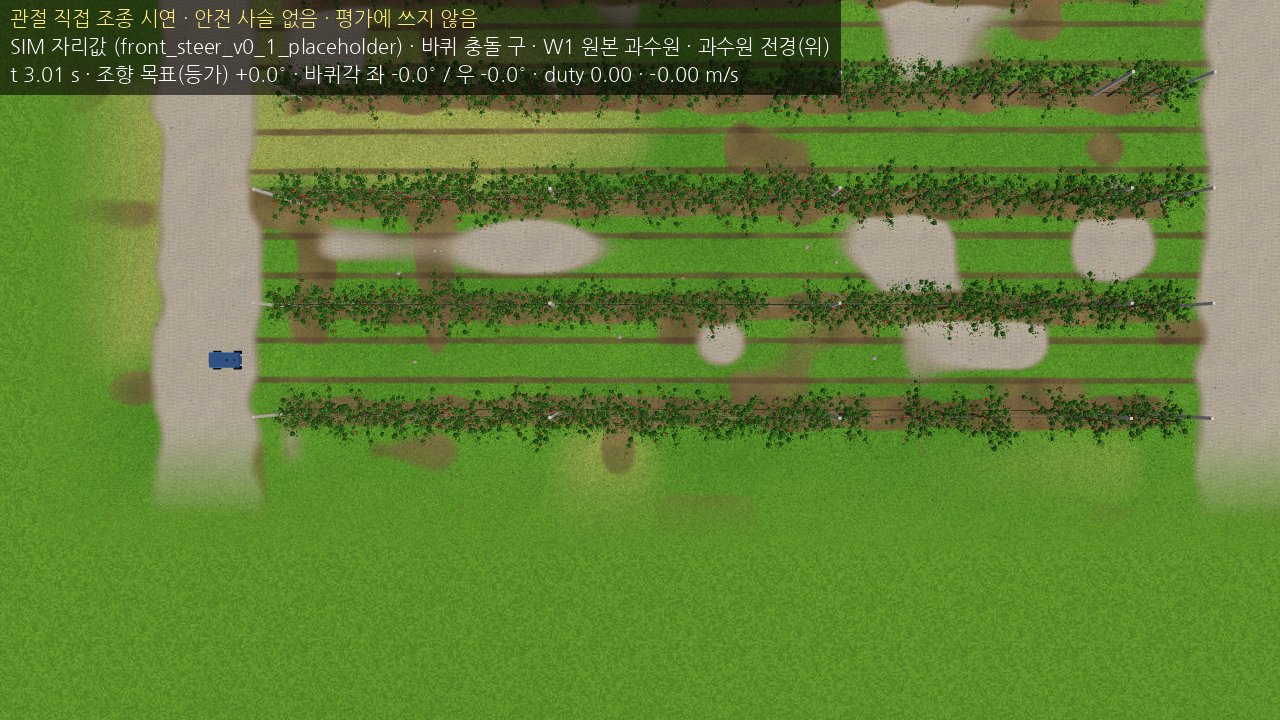 관절 직접 조종 시연 · 안전 사슬 없음 · 평가에 쓰지 않음
SIM 자리값 (front_steer_v0_1_placeholder) · 바퀴 충돌 구 · W1 원본 과수원 · 과수원 전경(위)
t 3.01 s · 조향 목표(등가) +0.0° · 바퀴각 좌 -0.0° / 우 -0.0° · duty 0.00 · -0.00 m/s